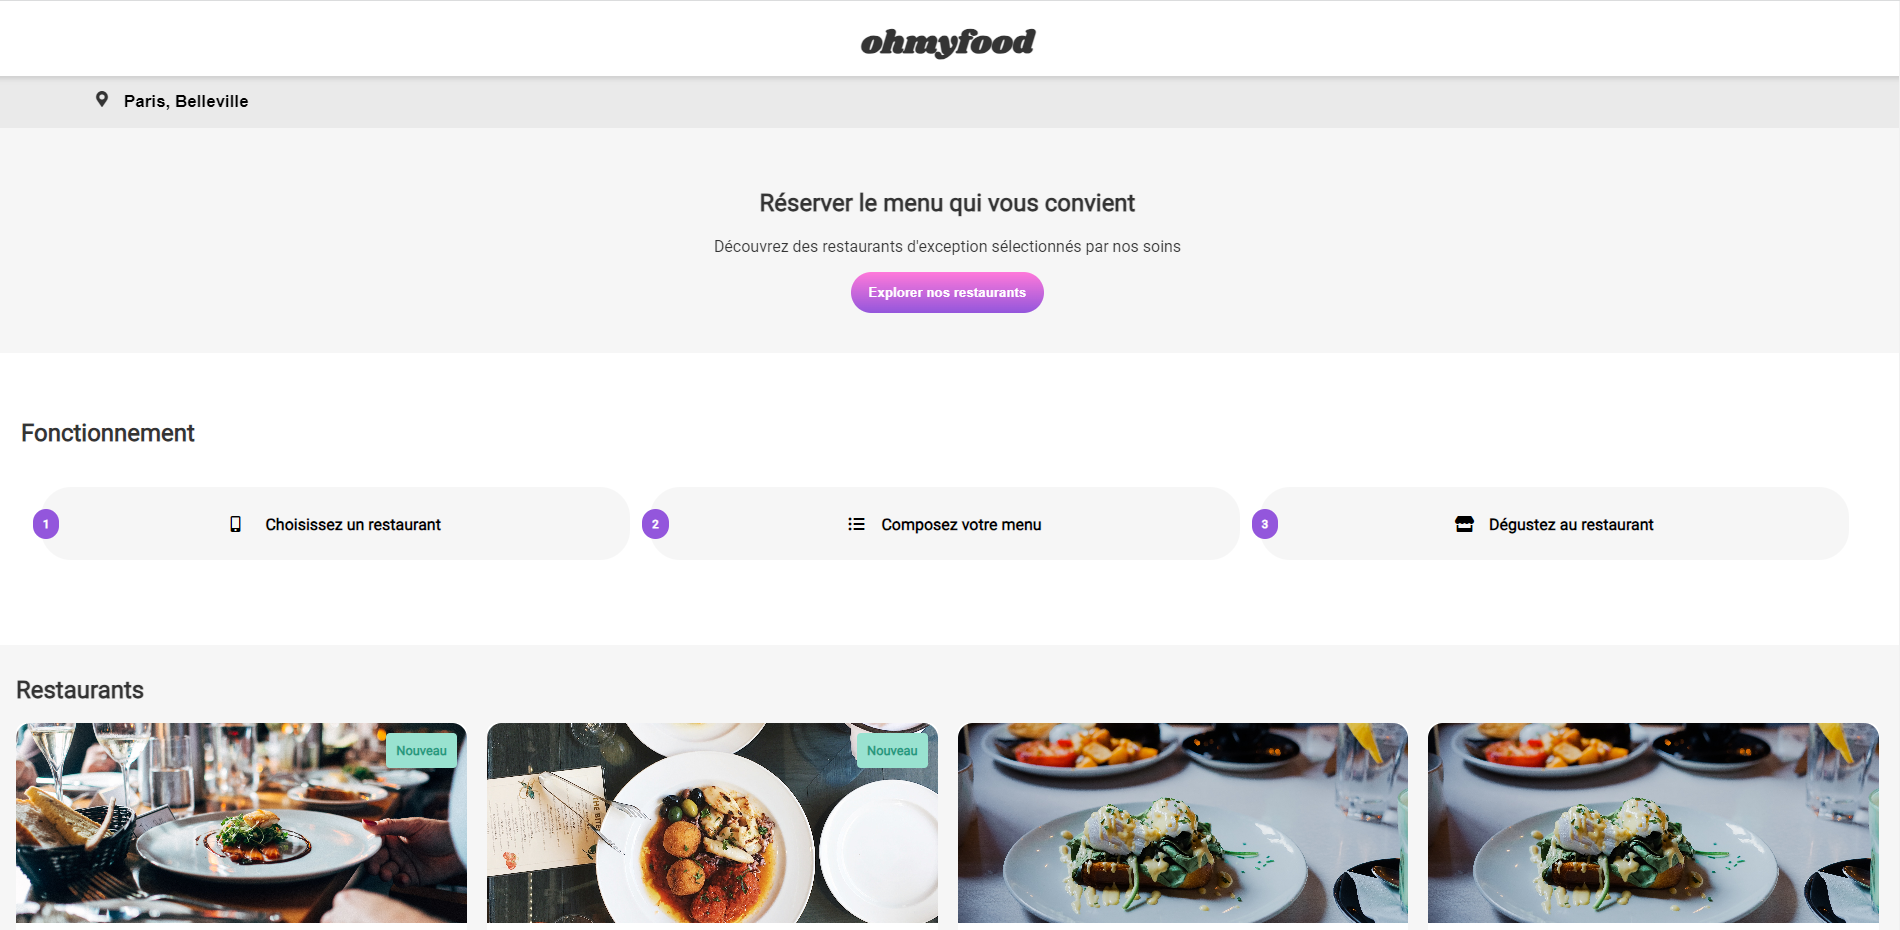 ohmyfood
Paris, Belleville
Réserver le menu qui vous convient
Découvrez des restaurants d'exception sélectionnés par nos soins
Explorer nos restaurants
Fonctionnement
1 Choisissez un restaurant
2 Composez votre menu
3 Dégustez au restaurant
Restaurants
Nouveau
Nouveau